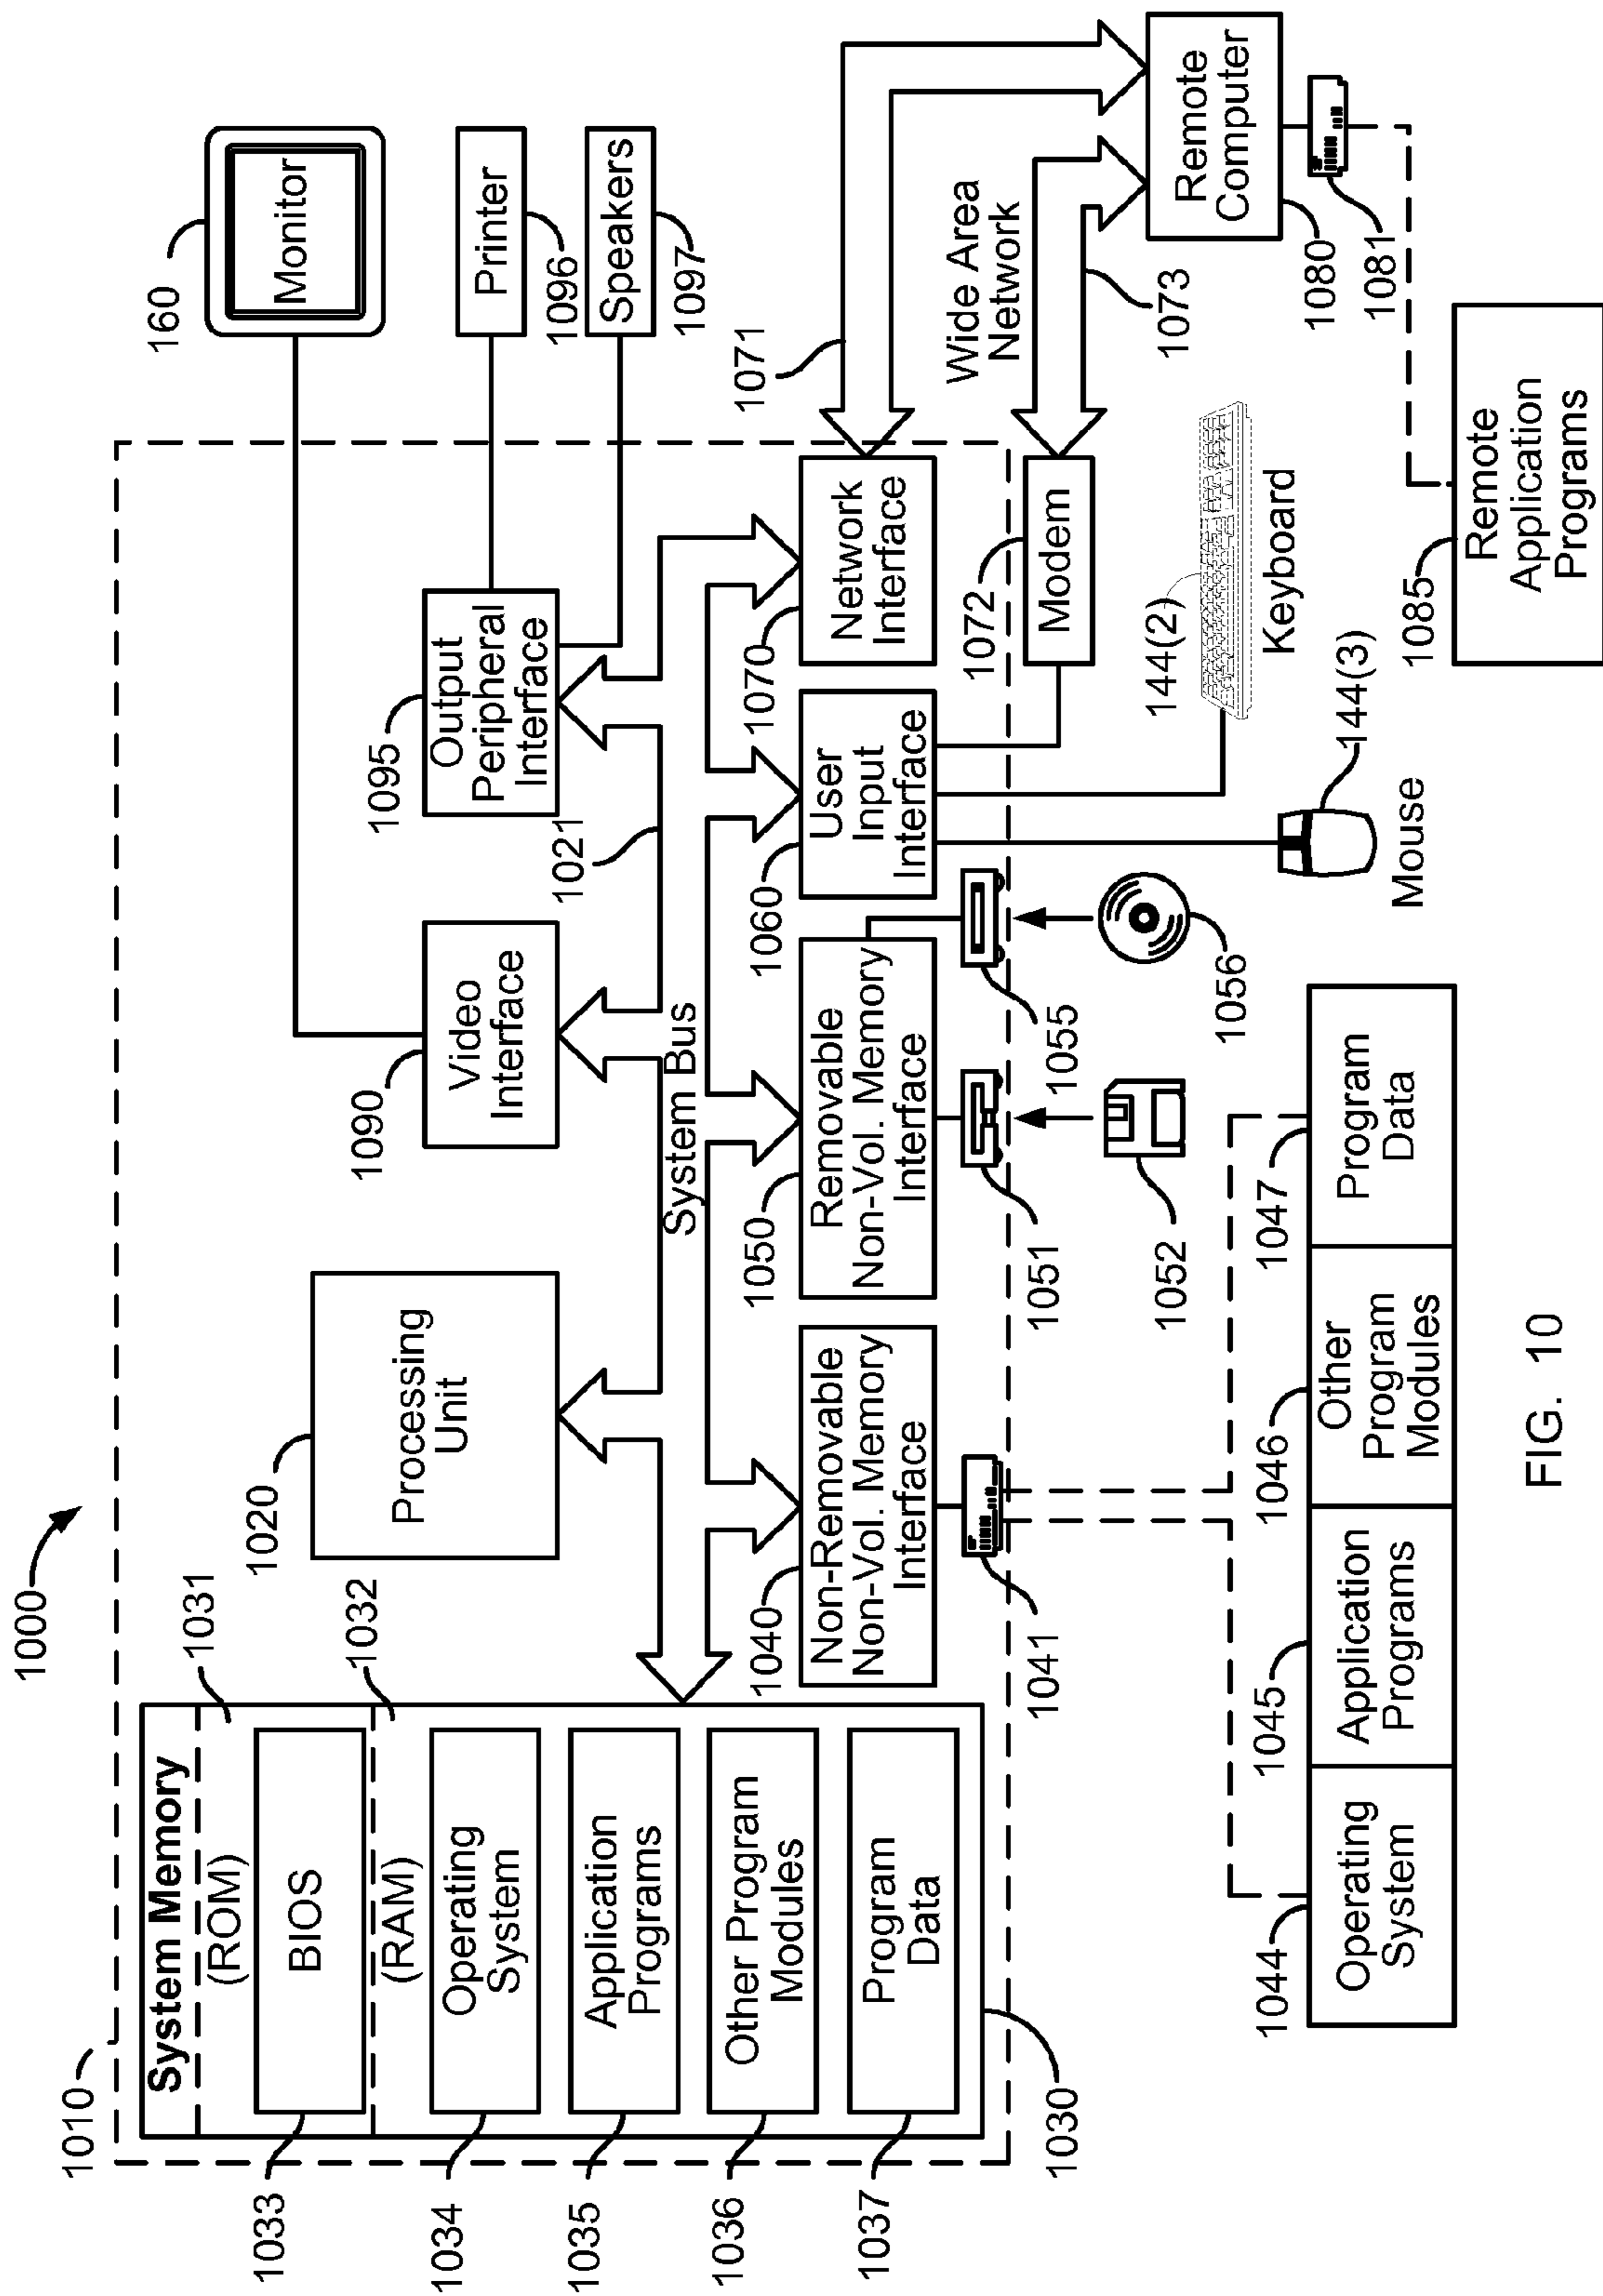 1000
1010
System Memory
(ROM)
1031
BIOS
1033
(RAM)
1032
Operating
System
1034
Application
Programs
1035
Other Program
Modules
1036
Program
Data
1037
1030
1020
Processing
Unit
1090
Video
Interface
1095
Output
Peripheral
Interface
160
Monitor
Printer
1096
Speakers
1097
1021
System Bus
1040
Non-Removable
Non-Vol. Memory
Interface
1050
Removable
Non-Vol. Memory
Interface
1060
User
Input
Interface
1070
Network
Interface
1071
1041
1051
1055
1072
Modem
Wide Area
Network
1073
Remote
Computer
1080
1081
1052
1056
144(2)
Keyboard
Mouse
144(3)
1085
Remote
Application
Programs
1044
Operating
System
1045
Application
Programs
1046
Other
Program
Modules
1047
Program
Data
FIG. 10